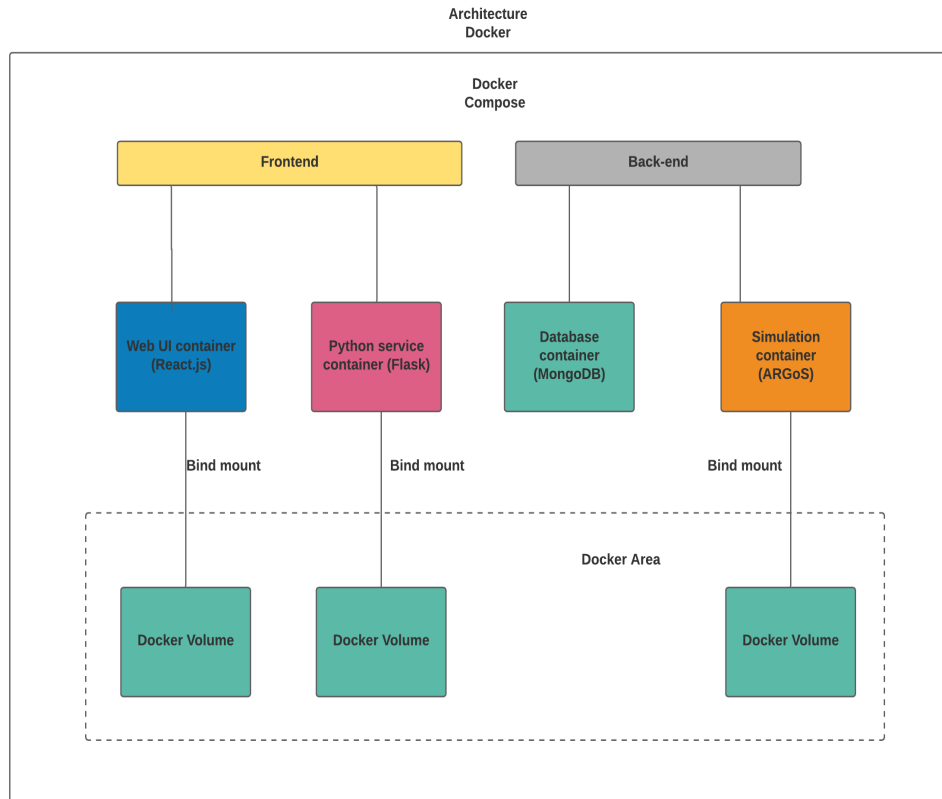 Architecture
Docker
Docker
Compose
Frontend
Back-end
Web UI container
(React.js)
Python service
container (Flask)
Database
container
(MongoDB)
Simulation
container
(ARGoS)
Bind mount
Bind mount
Bind mount
Docker Area
Docker Volume
Docker Volume
Docker Volume